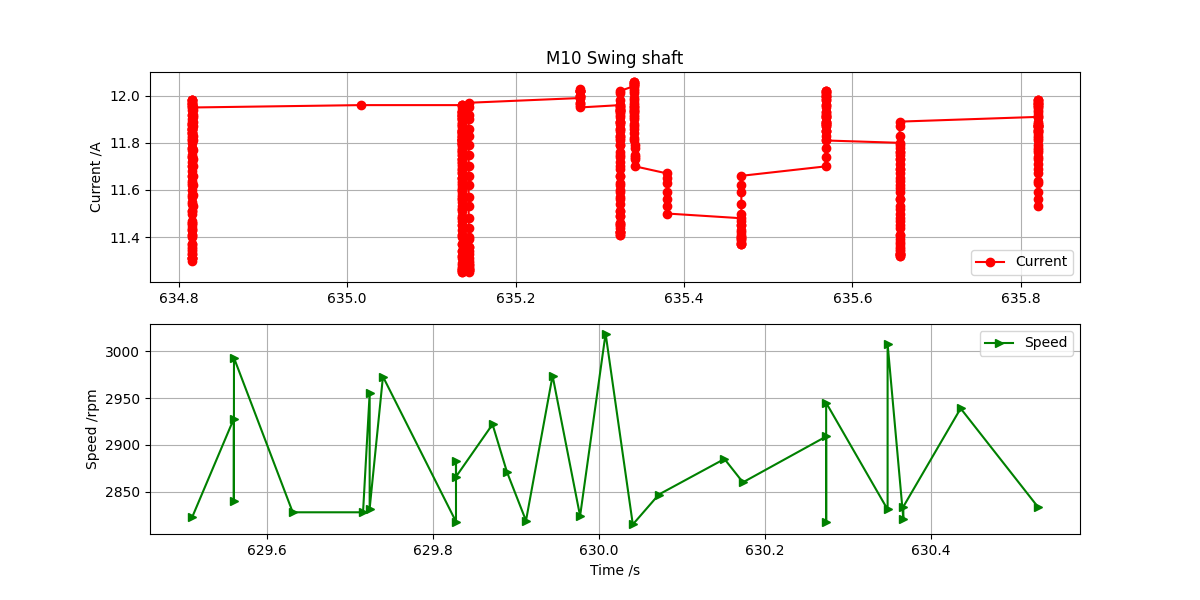 M10 Swing shaft
Current /A
12.0
11.8
11.6
11.4
Current
634.8 635.0 635.2 635.4 635.6 635.8
Speed /rpm
3000
2950
2900
2850
Speed
629.6 629.8 630.0 630.2 630.4
Time /s